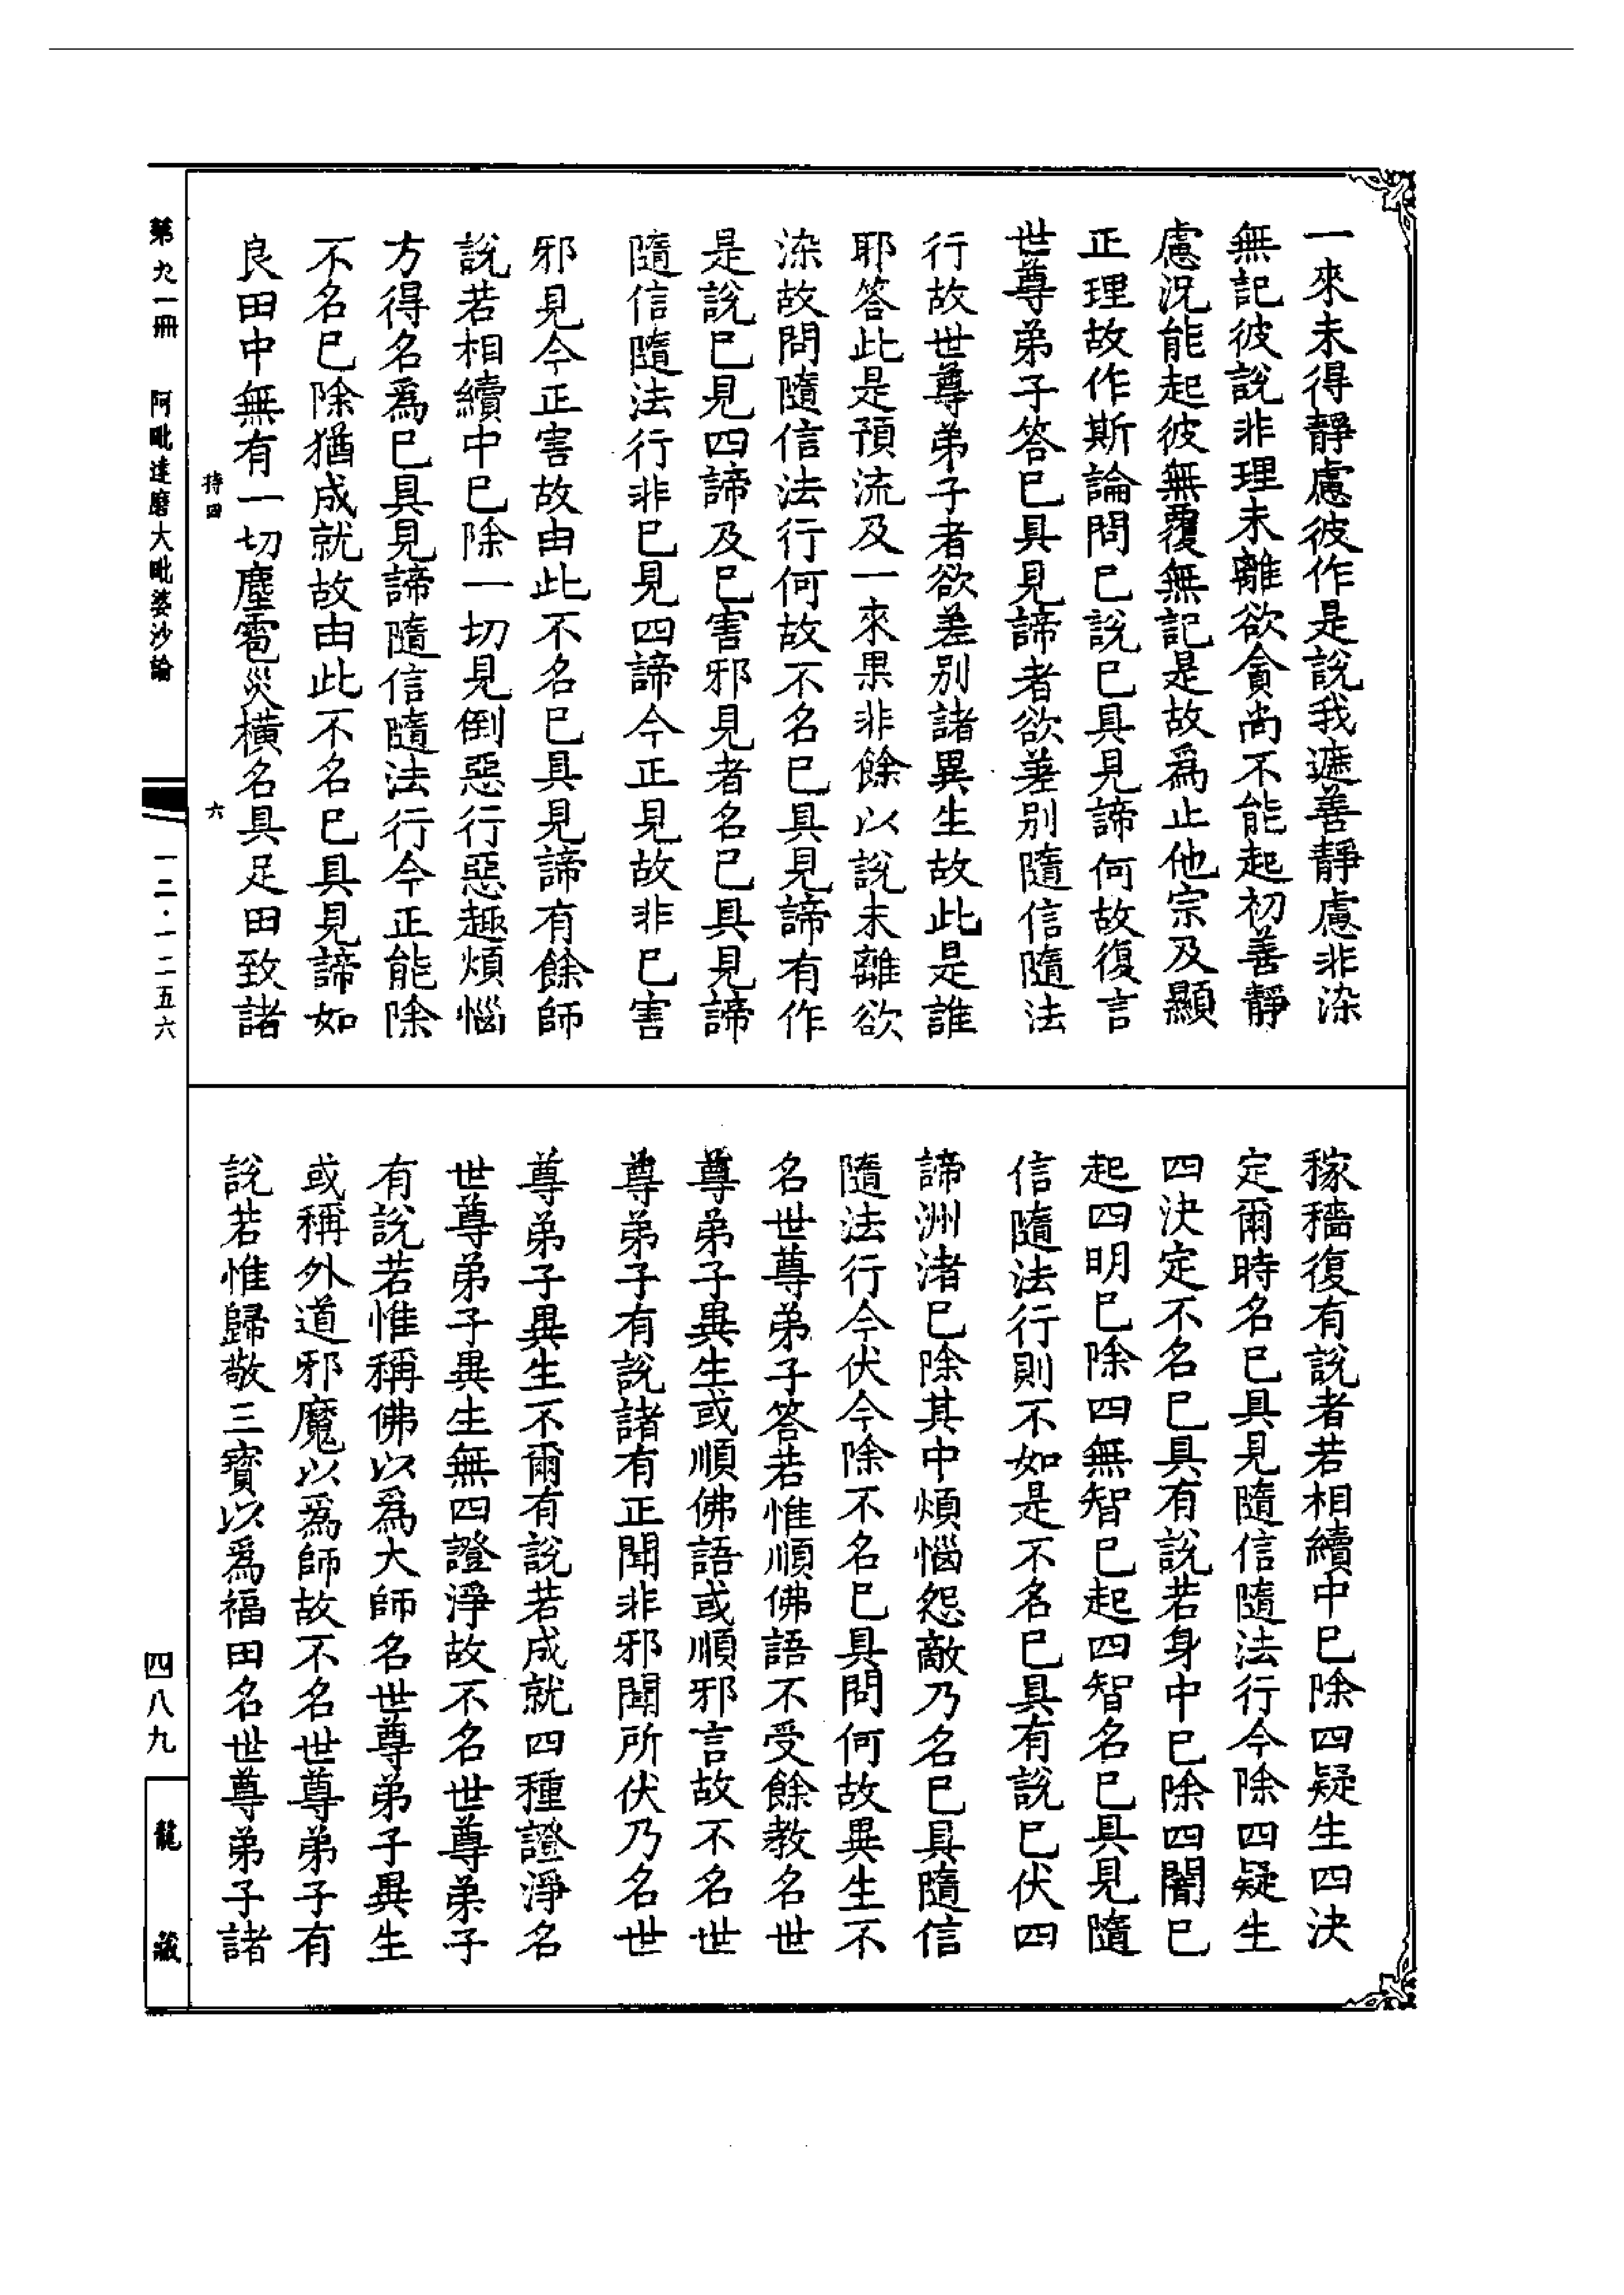 一來未得靜慮彼作是說我遮善靜慮非染
無記彼說非理未離欲貪尚不能起初善靜
慮況能起彼無覆無記是故爲止他宗及顯
正理故作斯論問已說已具見諦何故復言
世尊弟子答已具見諦者欲差別隨信隨法
行故世尊弟子者欲差別諸異生故此是誰
耶答此是預流及一來果非餘以說未離欲
染故問隨信法行何故不名已具見諦有作
是說已見四諦及已害邪見者名已具見諦
隨信隨法行非已見四諦今正見故非已害
邪見今正害故由此不名已具見諦有餘師
說若相續中已除一切見倒惡行惡趣煩惱
方得名爲已具見諦隨信隨法行今正能除
不名已除猶成就故由此不名已具見諦如
良田中無有一切塵雹災橫名具足田致諸
稼穡復有說者若相續中已除四疑生四決
定爾時名已具見隨信隨法行今除四疑生
四決定不名已具有說若身中已除四闇已
起四明已除四無智已起四智名已具見隨
信隨法行則不如是不名已具有說已伏四
諦洲渚已除其中煩惱怨敵乃名已具隨信
隨法行今伏今除不名已具問何故異生不
名世尊弟子答若惟順佛語不受餘教名世
尊弟子異生或順佛語或順邪言故不名世
尊弟子有說諸有正聞非邪聞所伏乃名世
尊弟子異生不爾有說若成就四種證淨名
世尊弟子異生無四證淨故不名世尊弟子
有說若惟稱佛以爲大師名世尊弟子異生
或稱外道邪魔以爲師故不名世尊弟子有
說若惟歸敬三寶以爲福田名世尊弟子諸
持四 六
第九一冊 阿毗達磨大毗婆沙論 一二·一二五六 四八九 龍藏